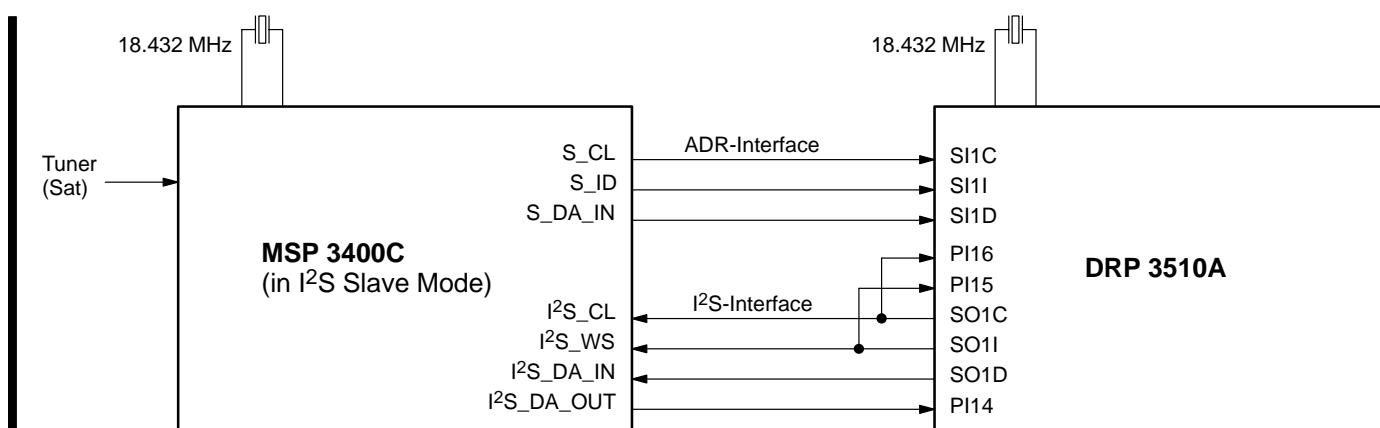 18.432 MHz
18.432 MHz
Tuner
(Sat)
MSP 3400C
(in I²S Slave Mode)
S_CL
S_ID
S_DA_IN
I²S_CL
I²S_WS
I²S_DA_IN
I²S_DA_OUT
ADR-Interface
I²S-Interface
SI1C
SI1I
SI1D
PI16
PI15
SO1C
SO1I
SO1D
PI14
DRP 3510A